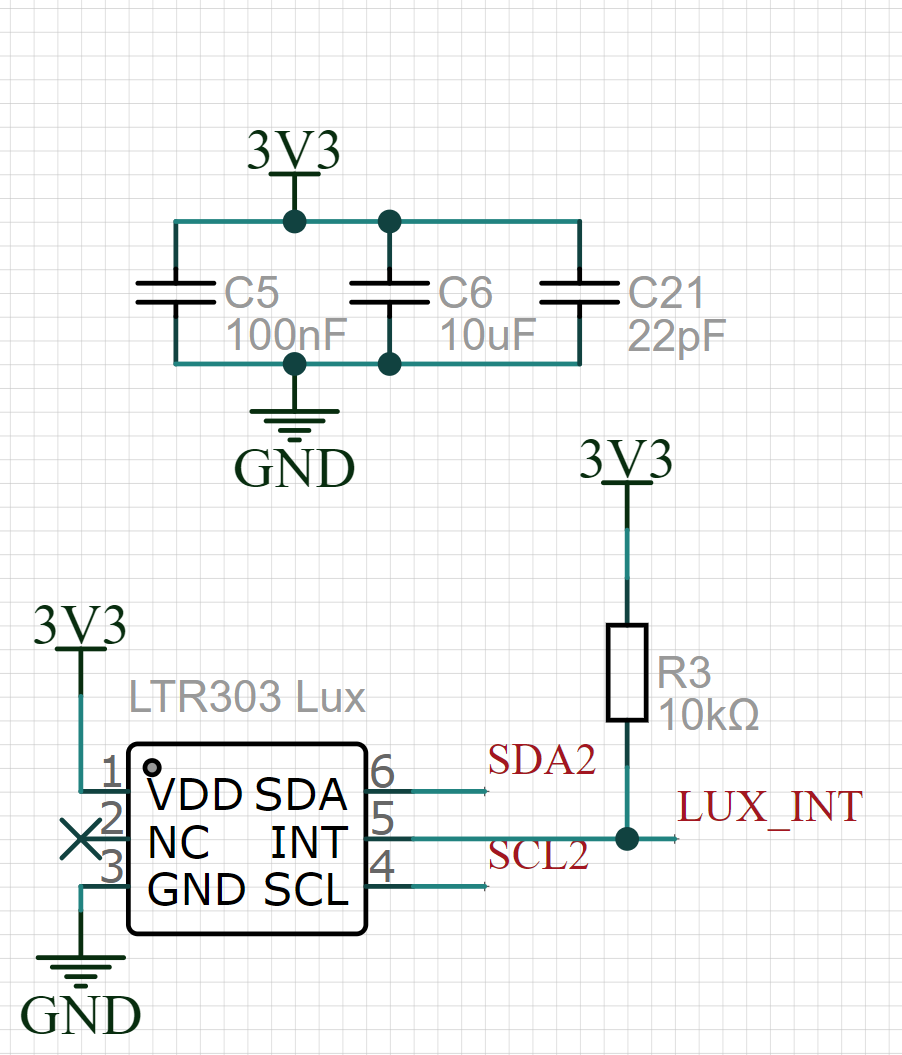 3V3
C5
100nF
C6
10uF
C21
22pF
GND
3V3
R3
10kΩ
3V3
LTR303 Lux
1 VDD SDA 6
2 NC INT 5
3 GND SCL 4
SDA2
LUX_INT
SCL2
GND